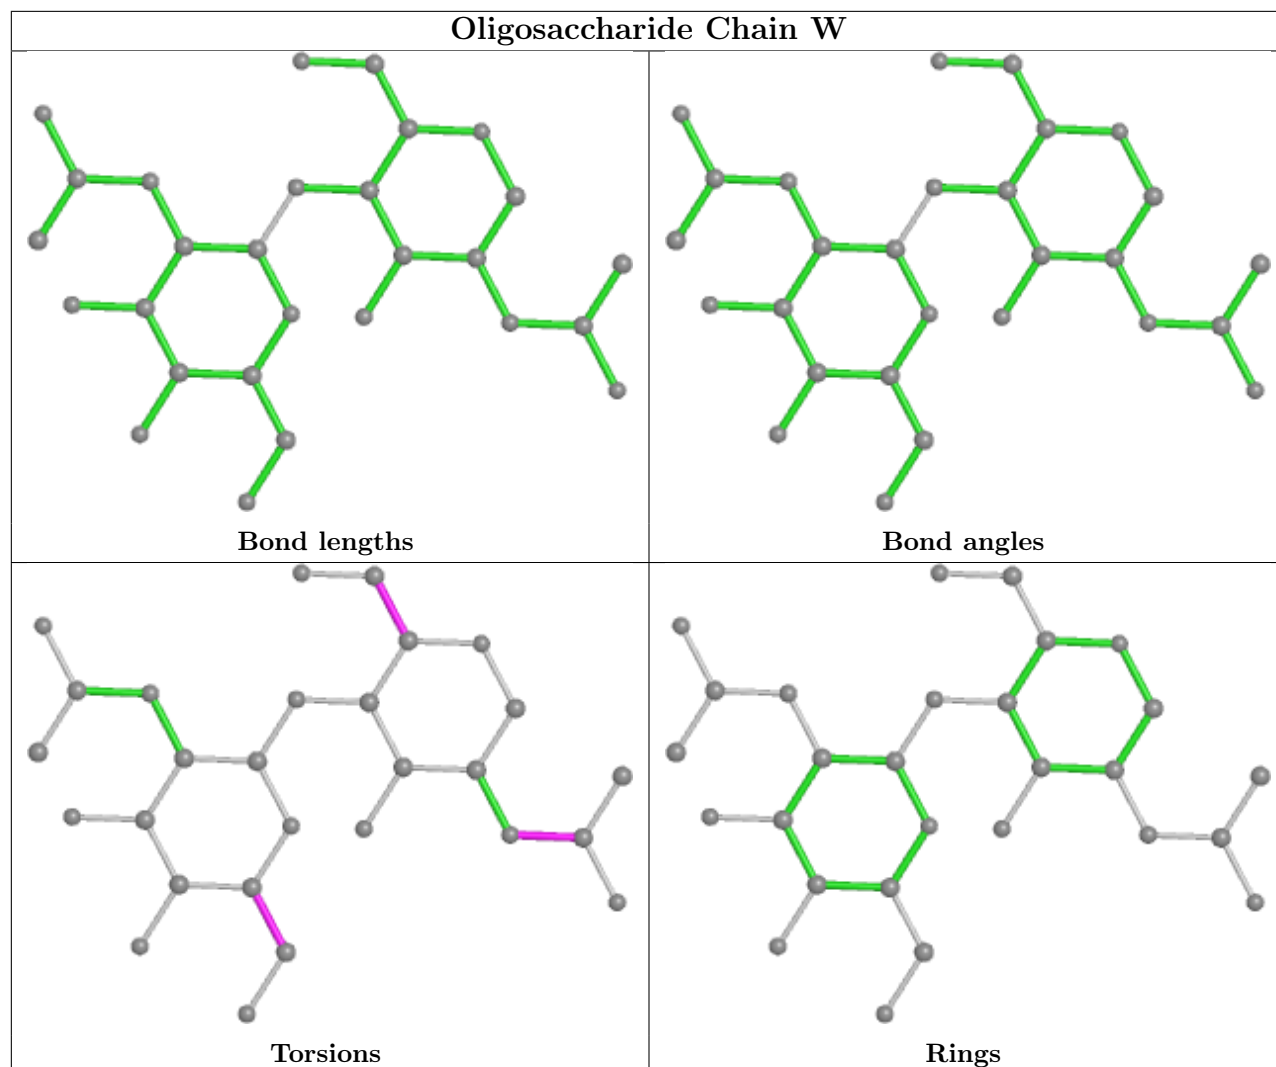 Oligosaccharide Chain W
Bond lengths
Bond angles
Torsions
Rings